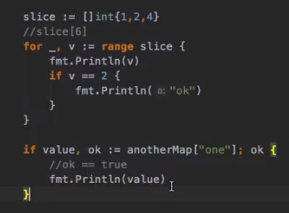 slice := []int{1,2,4}
//slice[6]
for _, v := range slice {
    fmt.Println(v)
    if v == 2 {
        fmt.Println( a: "ok")
    }
}

if value, ok := anotherMap["one"]; ok {
    //ok == true
    fmt.Println(value)
}